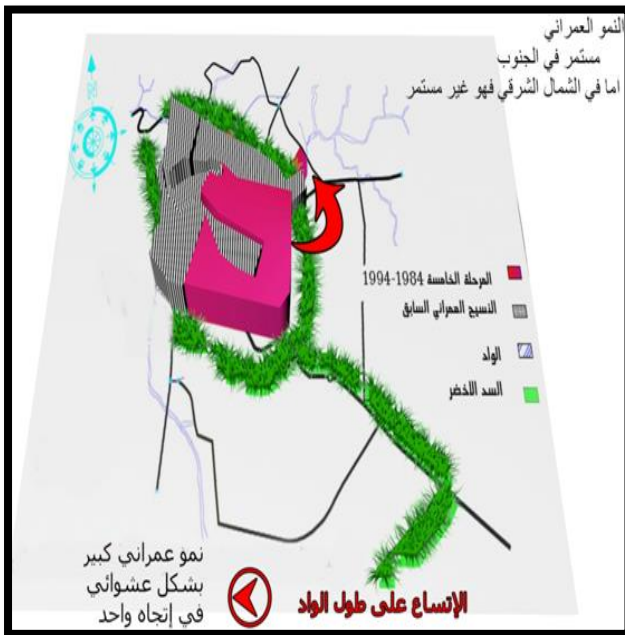 النمو العمراني
مستمر في الجنوب
اما في الشمال الشرقي فهو غير مستمر
المرحلة الخامسة 1984-1994
النسيج العمراني السابق
الواد
السد الاخضر
نمو عمراني كبير
بشكل عشوائي
في إتجاه واحد
الإتساع على طول الواد